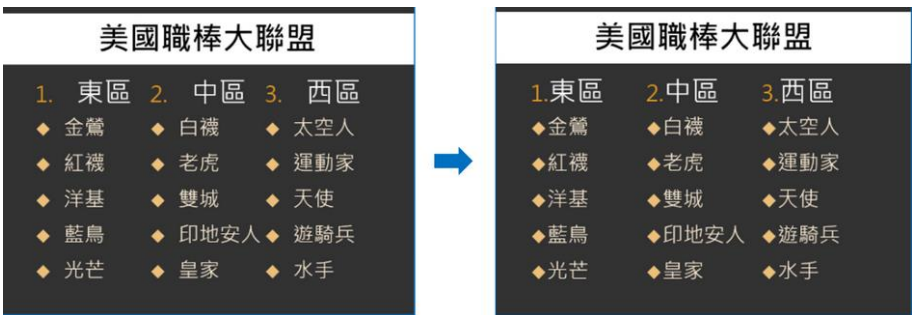 美國職棒大聯盟
1. 東區 2. 中區 3. 西區
◆ 金鶯 ◆ 白襪 ◆ 太空人
◆ 紅襪 ◆ 老虎 ◆ 運動家
◆ 洋基 ◆ 雙城 ◆ 天使
◆ 藍鳥 ◆ 印地安人 ◆ 遊騎兵
◆ 光芒 ◆ 皇家 ◆ 水手
美國職棒大聯盟
1.東區 2.中區 3.西區
◆金鶯 ◆白襪 ◆太空人
◆紅襪 ◆老虎 ◆運動家
◆洋基 ◆雙城 ◆天使
◆藍鳥 ◆印地安人 ◆遊騎兵
◆光芒 ◆皇家 ◆水手